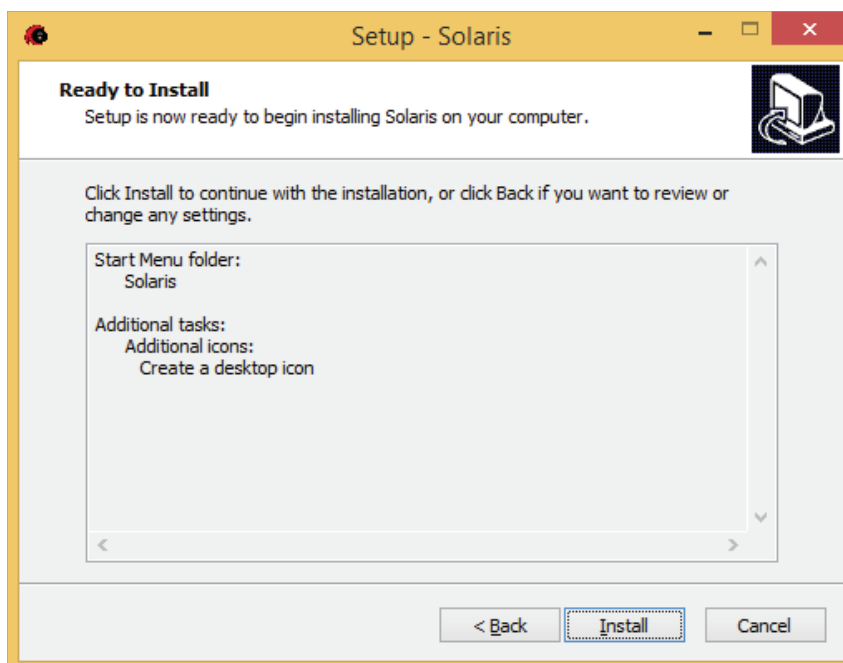 Setup - Solaris
Ready to Install
Setup is now ready to begin installing Solaris on your computer.
Click Install to continue with the installation, or click Back if you want to review or
change any settings.
Start Menu folder:
Solaris
Additional tasks:
Additional icons:
Create a desktop icon
< Back
Install
Cancel